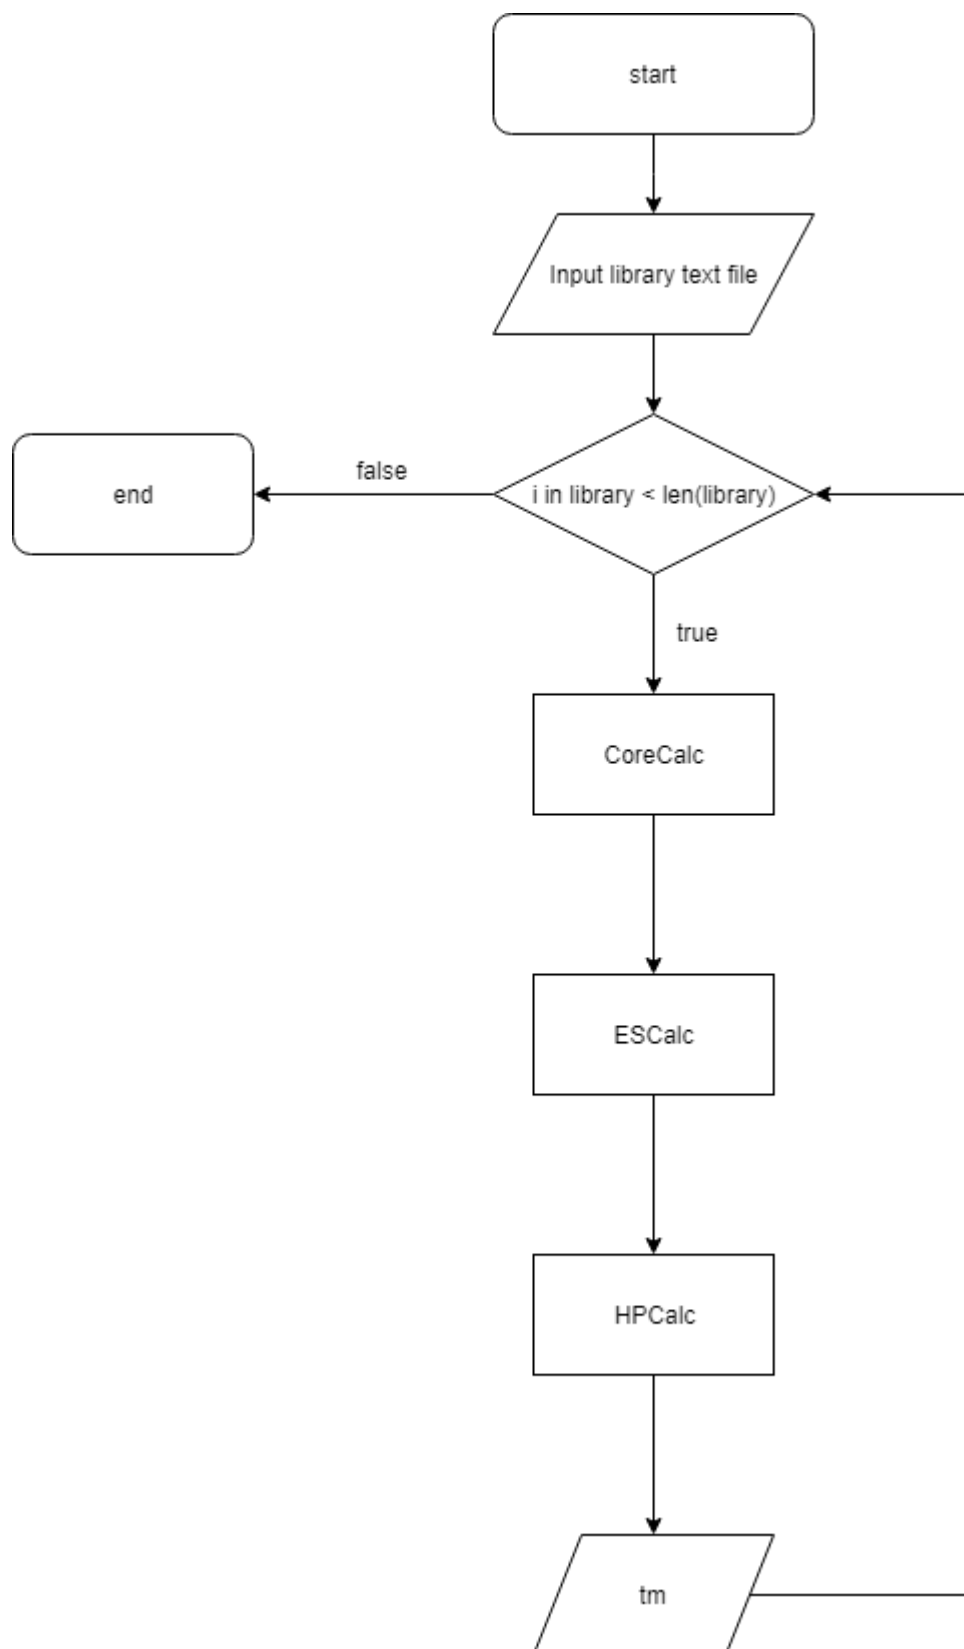 start
Input library text file
i in library < len(library)
false
end
true
CoreCalc
ESCalc
HPCalc
tm